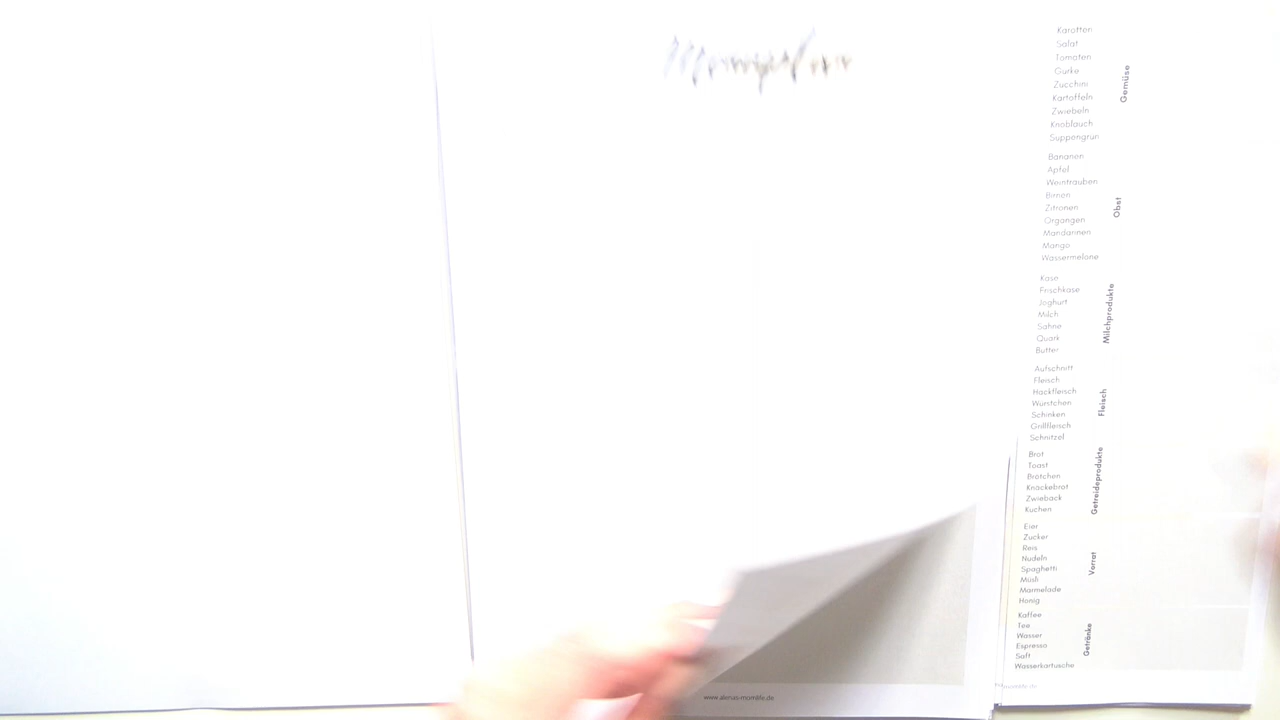 Karotten
Salat
Tomaten
Gurke
Zucchini
Kartoffeln
Zwiebeln
Knoblauch
Suppengrun
Gemüse
Bananen
Apfel
Weintrauben
Birnen
Zitronen
Organgen
Mandarinen
Mango
Wassermelone
Obst
Käse
Frischkäse
Joghurt
Milch
Sahne
Quark
Butter
Milchprodukte
Aufschnitt
Fleisch
Hackfleisch
Würstchen
Schinken
Grillfleisch
Schnitzel
Fleisch
Brot
Toast
Brötchen
Knäckebrot
Zwieback
Kuchen
Getreideprodukte
Eier
Zucker
Reis
Nudeln
Spaghetti
Müsli
Marmelade
Honig
Vorrat
Kaffee
Tee
Wasser
Espresso
Saft
Wasserkartusche
Getränke
www.alenas-momlife.de